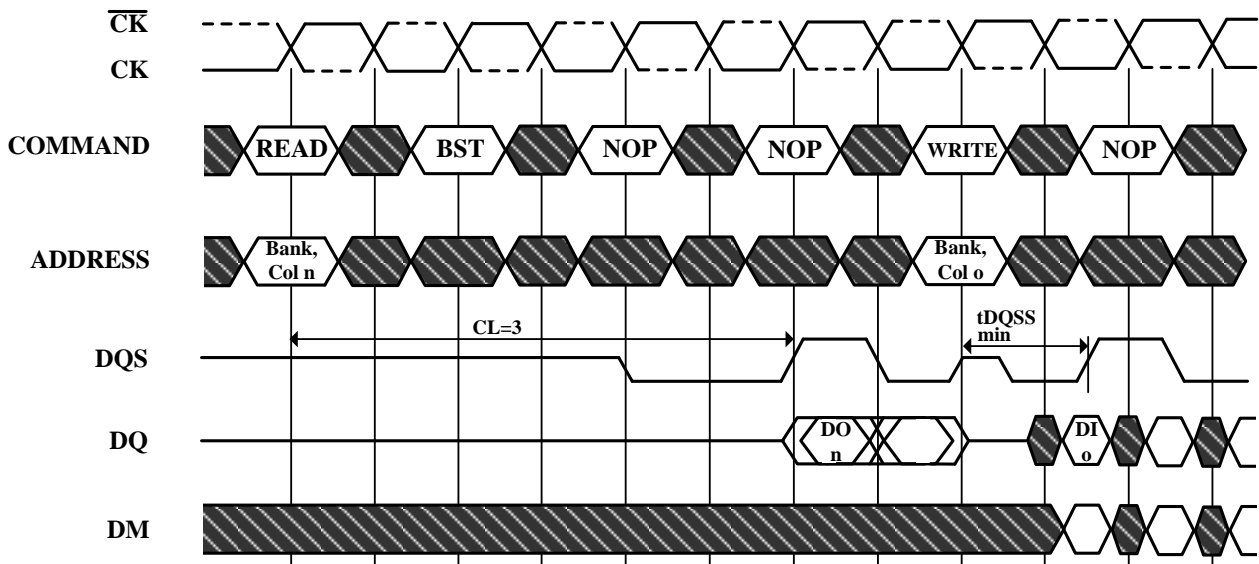 CK
CK
COMMAND
READ BST NOP NOP WRITE NOP
ADDRESS
Bank,
Col n
Bank,
Col o
CL=3
tDQSS
min
DQS
DQ
DO
n
DI
o
DM